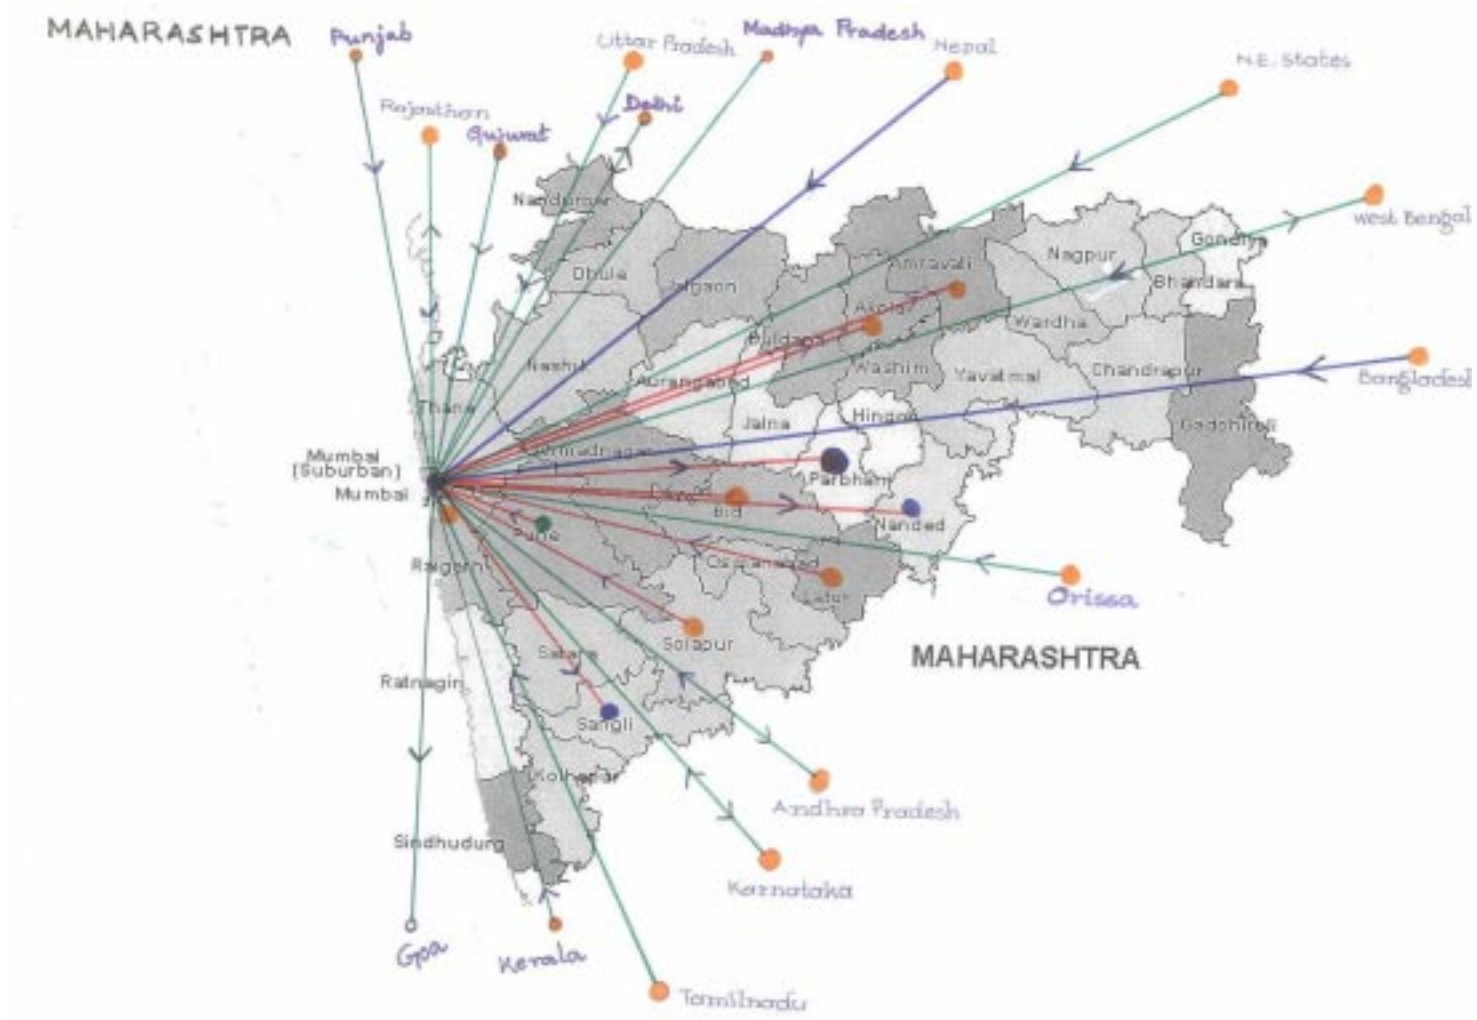 MAHARASHTRA
Punjab
Uttar Pradesh
Madhya Pradesh
Nepal
N.E. States
Rajasthan
Gujurat
Delhi
West Bengal
Nandurbar
Dhule
Jalgaon
Amravati
Nagpur
Gondiya
Bhandara
Akola
Buldana
Wardha
Nashik
Aurangabad
Washim
Yavatmal
Chandrapur
Bangladesh
Thane
Jalna
Hingoli
Gadchiroli
Ahmadnagar
Mumbai
(Suburban)
Mumbai
Parbhani
Bid
Nanded
Pune
Raigarh
Osmanabad
Latur
Orissa
Satara
Solapur
MAHARASHTRA
Ratnagiri
Sangli
Kolhapur
Andhra Pradesh
Sindhudurg
Karnataka
Goa
Kerala
Tamilnadu